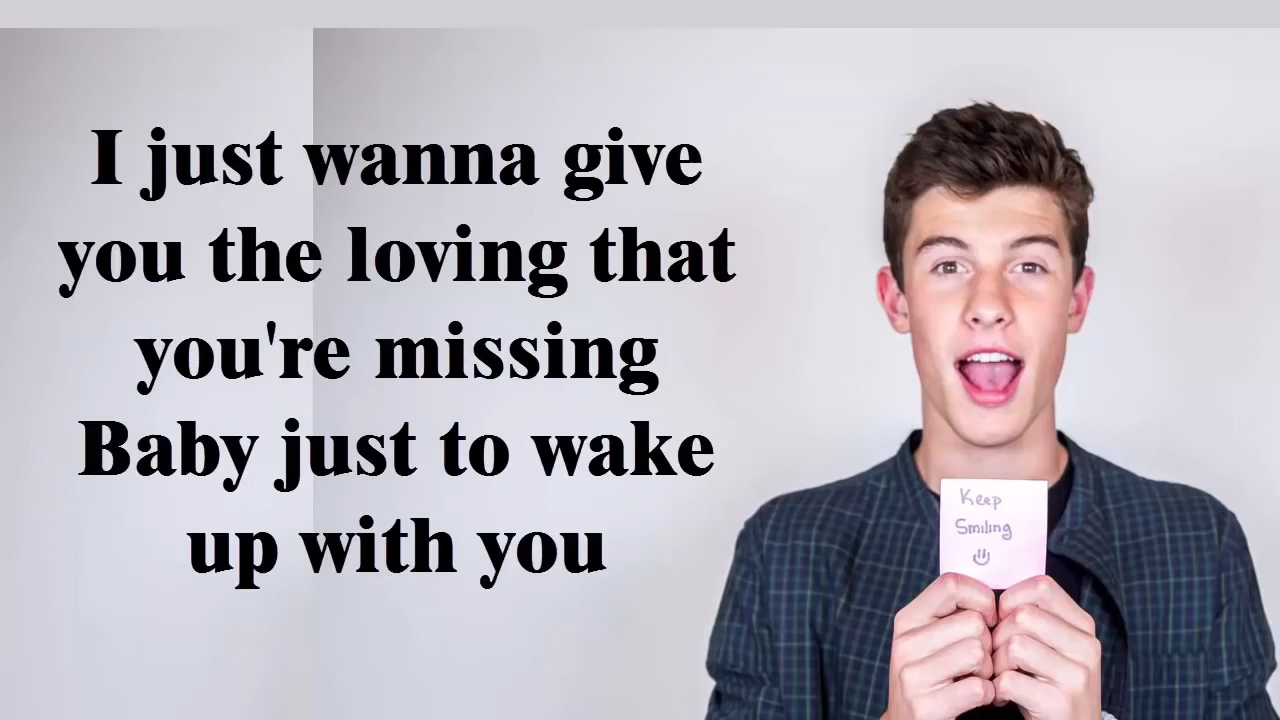 I just wanna give
you the loving that
you're missing
Baby just to wake
up with you
Keep
Smiling